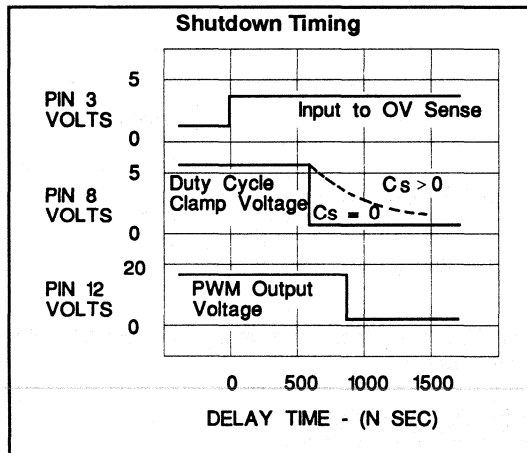 Shutdown Timing
5
PIN 3
VOLTS
0
Input to OV Sense
5
PIN 8
VOLTS
0
Duty Cycle
Clamp Voltage
Cs > 0
Cs = 0
20
PIN 12
VOLTS
0
PWM Output
Voltage
0 500 1000 1500
DELAY TIME - (N SEC)